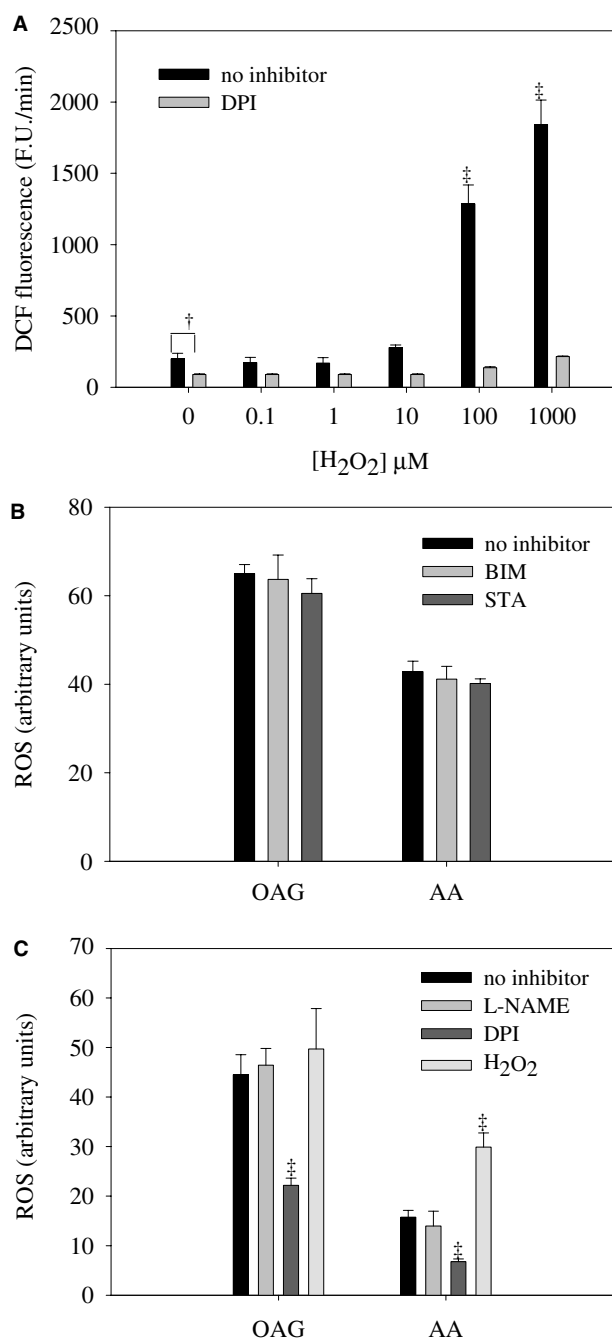 A
2500
2000
1500
1000
500
0
DCF fluorescence (F.U./min)
no inhibitor
DPI
†
‡
‡
0 0.1 1 10 100 1000
[H2O2] µM
B
80
60
40
20
0
ROS (arbitrary units)
no inhibitor
BIM
STA
OAG AA
C
70
60
50
40
30
20
10
0
ROS (arbitrary units)
no inhibitor
L-NAME
DPI
H2O2
‡
‡
‡
OAG AA